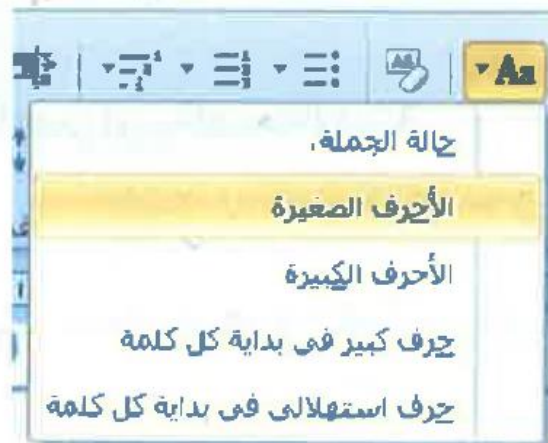 Aa
حالة الجملة.
الأحرف الصغيرة
الأحرف الكبيرة
حرف كبير في بداية كل كلمة
حرف استهلالي في بداية كل كلمة